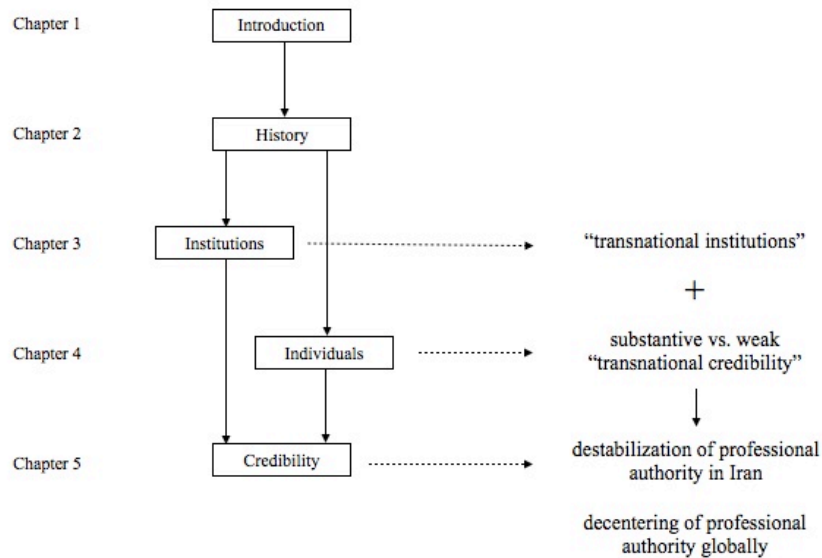 Chapter 1
Introduction
Chapter 2
History
Chapter 3
Institutions
“transnational institutions”
+
Chapter 4
Individuals
substantive vs. weak
“transnational credibility”
Chapter 5
Credibility
destabilization of professional
authority in Iran
decentering of professional
authority globally